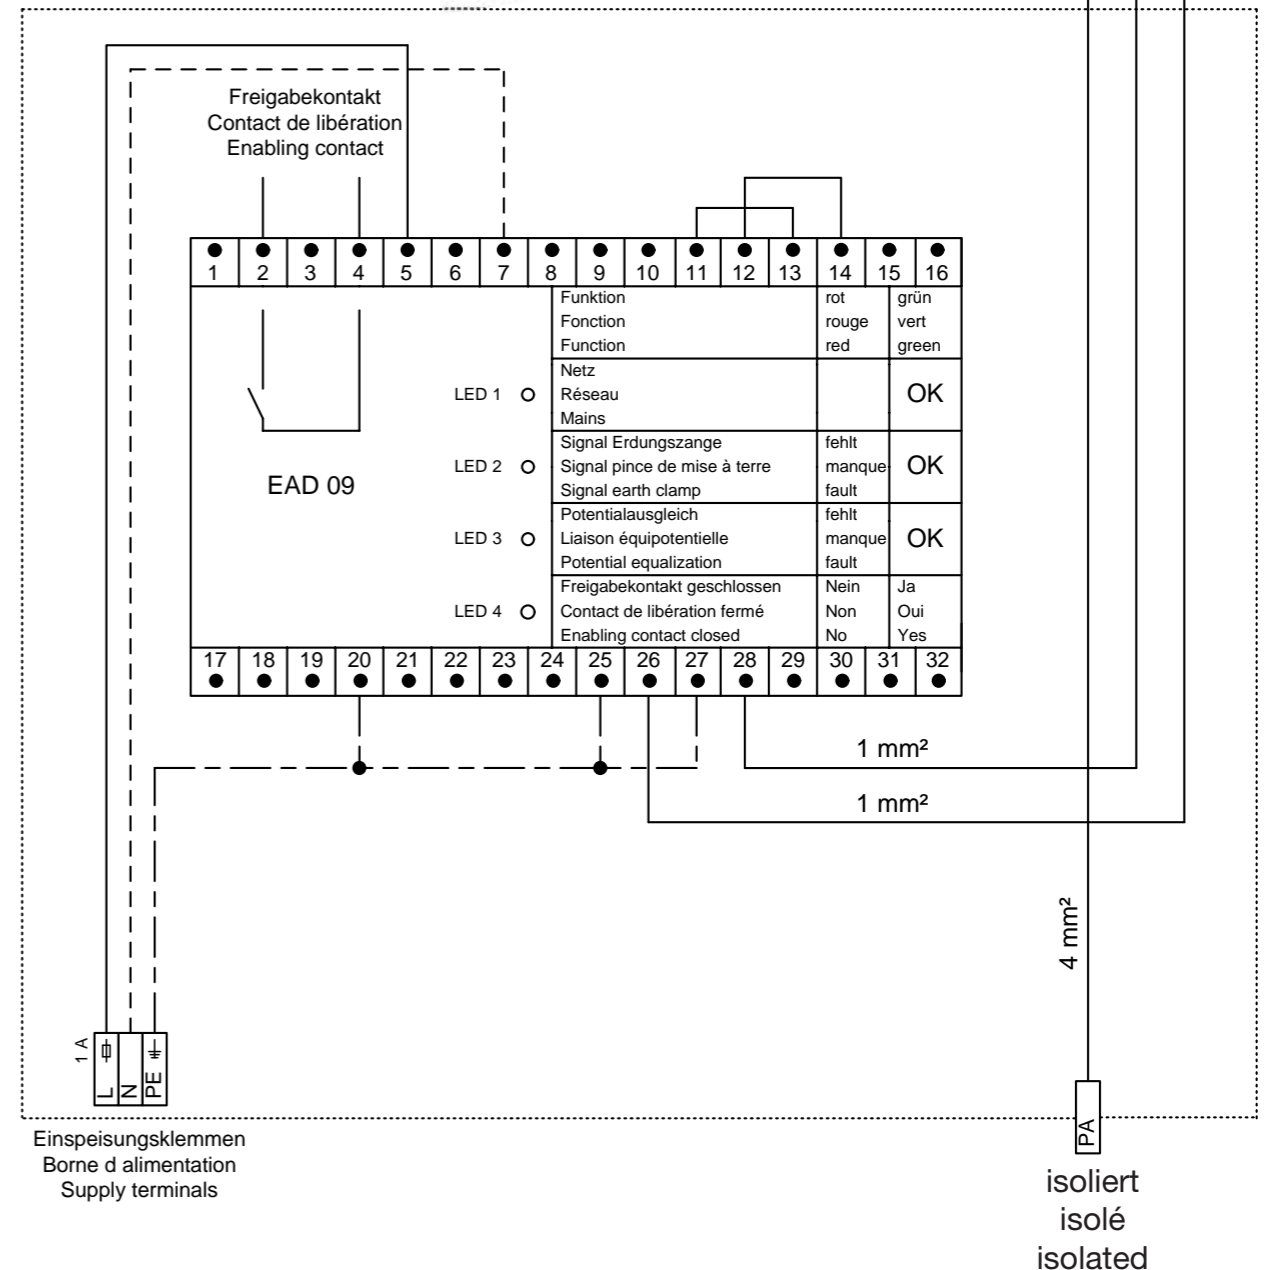 Freigabekontakt
Contact de libération
Enabling contact
1 2 3 4 5 6 7 8 9 10 11 12 13 14 15 16
Funktion rot grün
Fonction rouge vert
Function red green
LED 1
Netz
Réseau
Mains
OK
LED 2
Signal Erdungszange fehlt
Signal pince de mise à terre manque
Signal earth clamp fault
OK
EAD 09
LED 3
Potentialausgleich fehlt
Liaison équipotentielle manque
Potential equalization fault
OK
LED 4
Freigabekontakt geschlossen Nein Ja
Contact de libération fermé Non Oui
Enabling contact closed No Yes
17 18 19 20 21 22 23 24 25 26 27 28 29 30 31 32
1 mm²
1 mm²
4 mm²
1 A
L N PE
PA
Einspeisungsklemmen
Borne d alimentation
Supply terminals
isoliert
isolé
isolated